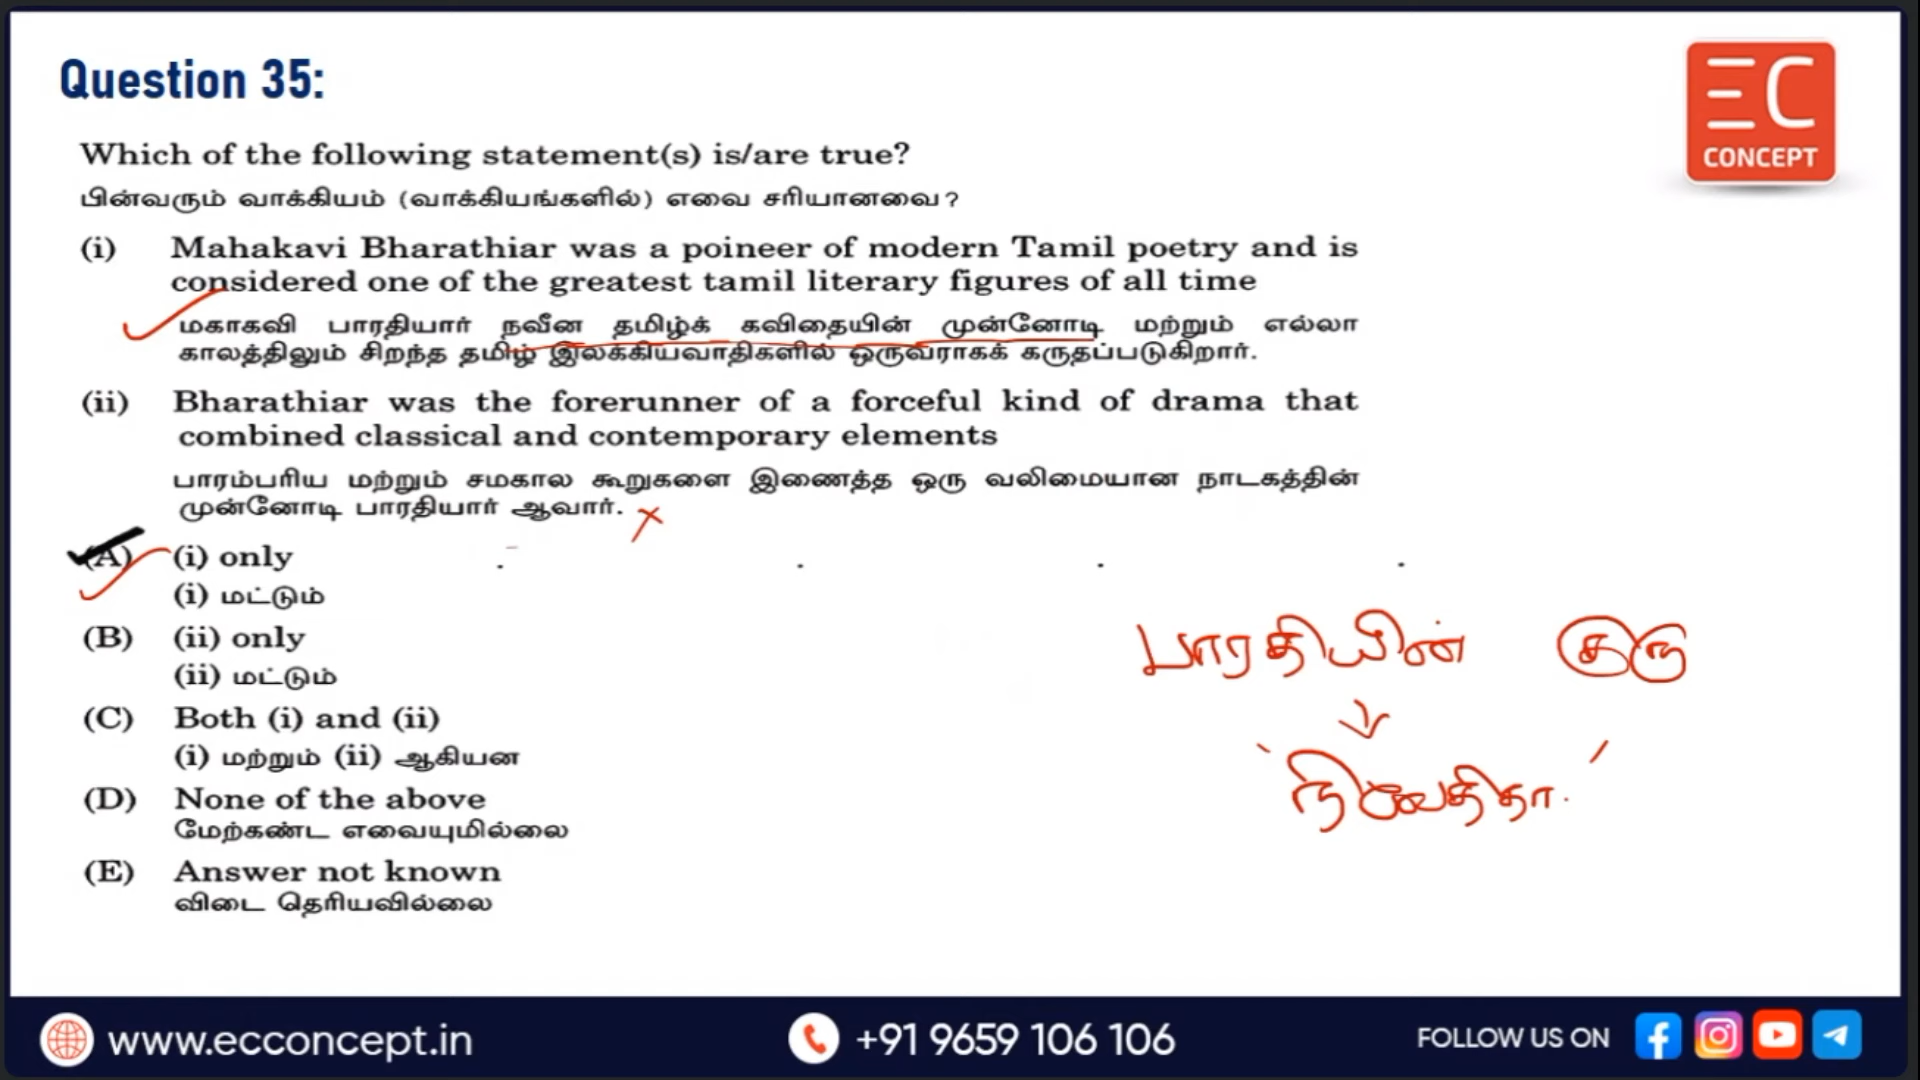 Question 35:
EC
CONCEPT
Which of the following statement(s) is/are true?
பின்வரும் வாக்கியம் (வாக்கியங்களில்) எவை சரியானவை?
(i) Mahakavi Bharathiar was a poineer of modern Tamil poetry and is
considered one of the greatest tamil literary figures of all time
மகாகவி பாரதியார் நவீன தமிழ்க் கவிதையின் முன்னோடி மற்றும் எல்லா
காலத்திலும் சிறந்த தமிழ் இலக்கியவாதிகளில் ஒருவராகக் கருதப்படுகிறார்.
(ii) Bharathiar was the forerunner of a forceful kind of drama that
combined classical and contemporary elements
பாரம்பரிய மற்றும் சமகால கூறுகளை இணைத்த ஒரு வலிமையான நாடகத்தின்
முன்னோடி பாரதியார் ஆவார்.
(A) (i) only
(i) மட்டும்
(B) (ii) only
(ii) மட்டும்
(C) Both (i) and (ii)
(i) மற்றும் (ii) ஆகியன
(D) None of the above
மேற்கண்ட எவையுமில்லை
(E) Answer not known
விடை தெரியவில்லை
பாரதியின் குரு
'நிவேதிதா'
www.ecconcept.in
+91 9659 106 106
FOLLOW US ON